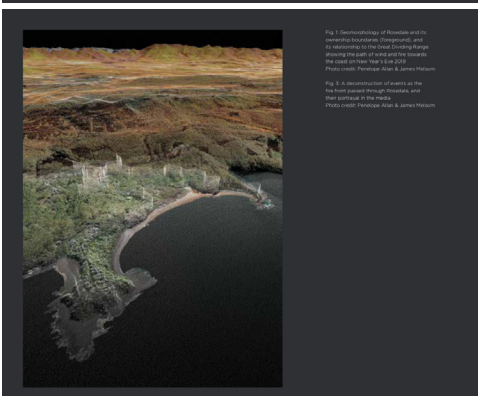 Fig. 1: Geomorphology of Rosedale and its
ownership boundaries (foreground), and
its relationship to the Great Dividing Range
showing the path of wind and fire towards
the coast on New Year's Eve 2019
Photo credit: Penelope Allan & James Melsom
Fig. 3: A deconstruction of events as the
fire front passed through Rosedale, and
their portrayal in the media
Photo credit: Penelope Allan & James Melsom